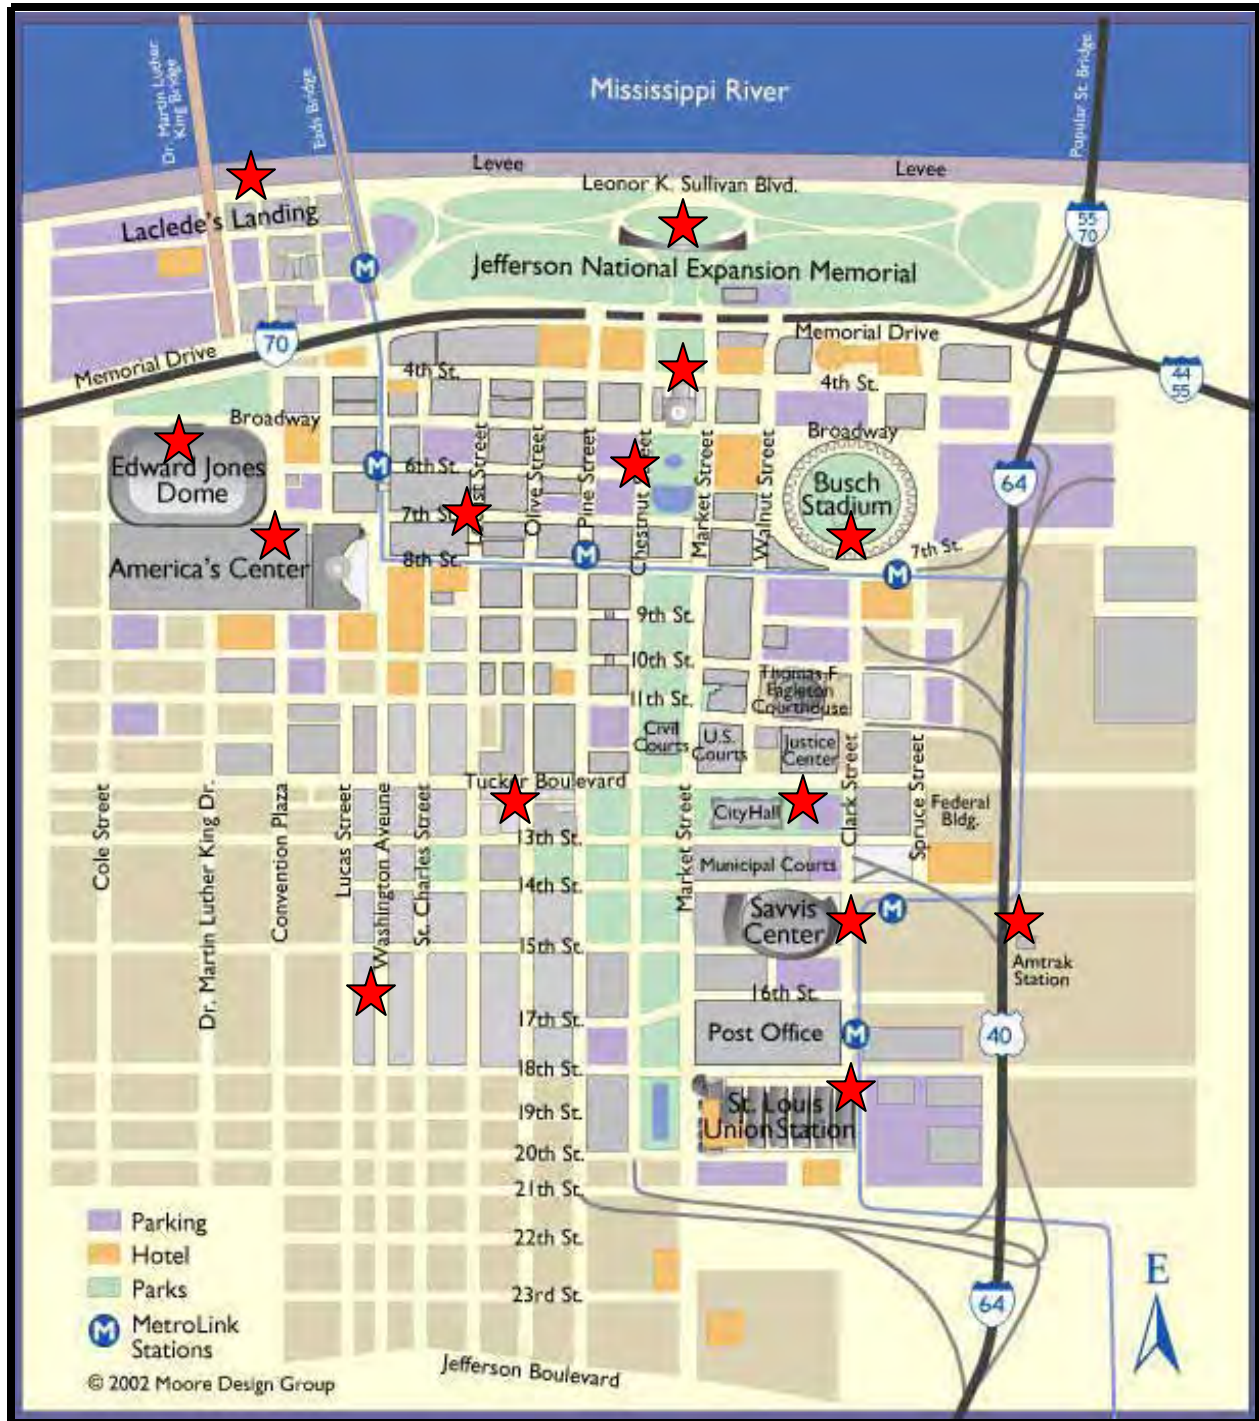 Mississippi River
Dr. Martin Luther
King Bridge
Eads Bridge
Popular St. Bridge
Levee
Levee
Leonor K. Sullivan Blvd.
Laclede's Landing
55
70
M
Jefferson National Expansion Memorial
70
Memorial Drive
Memorial Drive
44
55
4th St.
4th St.
Broadway
Broadway
Edward Jones
Dome
M
6th St.
Street
Olive Street
Pine Street
Chestnut Street
Market Street
Walnut Street
Busch
Stadium
64
7th St.
7th St.
America's Center
8th St.
M
M
9th St.
10th St.
11th St.
Thomas F.
Eagleton
Courthouse
Civil
Courts
U.S.
Courts
Justice
Center
Tucker Boulevard
Cole Street
Dr. Martin Luther King Dr.
Convention Plaza
Lucas Street
Washington Aveune
St. Charles Street
Market Street
Clark Street
Spruce Street
City Hall
Federal
Bldg.
13th St.
Municipal Courts
14th St.
Savvis
Center
M
15th St.
Amtrak
Station
16th St.
17th St.
Post Office
M
40
18th St.
19th St.
St. Louis
Union Station
20th St.
21th St.
22th St.
23rd St.
Parking
Hotel
Parks
M
MetroLink
Stations
© 2002 Moore Design Group
Jefferson Boulevard
64
E